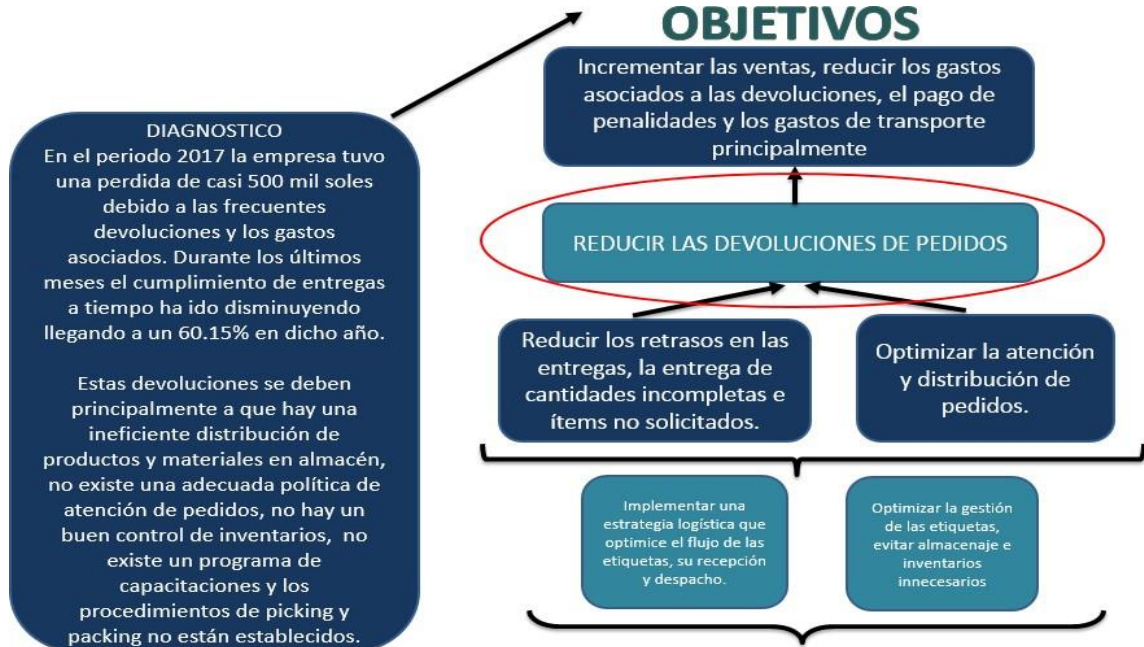 OBJETIVOS
Incrementar las ventas, reducir los gastos
asociados a las devoluciones, el pago de
penalidades y los gastos de transporte
principalmente
DIAGNOSTICO
En el periodo 2017 la empresa tuvo
una perdida de casi 500 mil soles
debido a las frecuentes
devoluciones y los gastos
asociados. Durante los últimos
meses el cumplimiento de entregas
a tiempo ha ido disminuyendo
llegando a un 60.15% en dicho año.
Estas devoluciones se deben
principalmente a que hay una
ineficiente distribución de
productos y materiales en almacén,
no existe una adecuada política de
atención de pedidos, no hay un
buen control de inventarios, no
existe un programa de
capacitaciones y los
procedimientos de picking y
packing no están establecidos.
REDUCIR LAS DEVOLUCIONES DE PEDIDOS
Reducir los retrasos en las
entregas, la entrega de
cantidades incompletas e
ítems no solicitados.
Optimizar la atención
y distribución de
pedidos.
Implementar una
estrategia logística que
optimice el flujo de las
etiquetas, su recepción
y despacho.
Optimizar la gestión
de las etiquetas,
evitar almacenaje e
inventarios
innecesarios